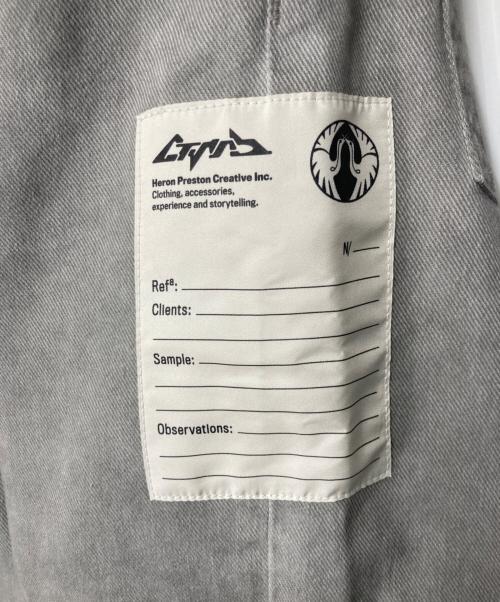 Heron Preston Creative Inc.
Clothing, accessories,
experience and storytelling.
N/
Refª:
Clients:
Sample:
Observations: